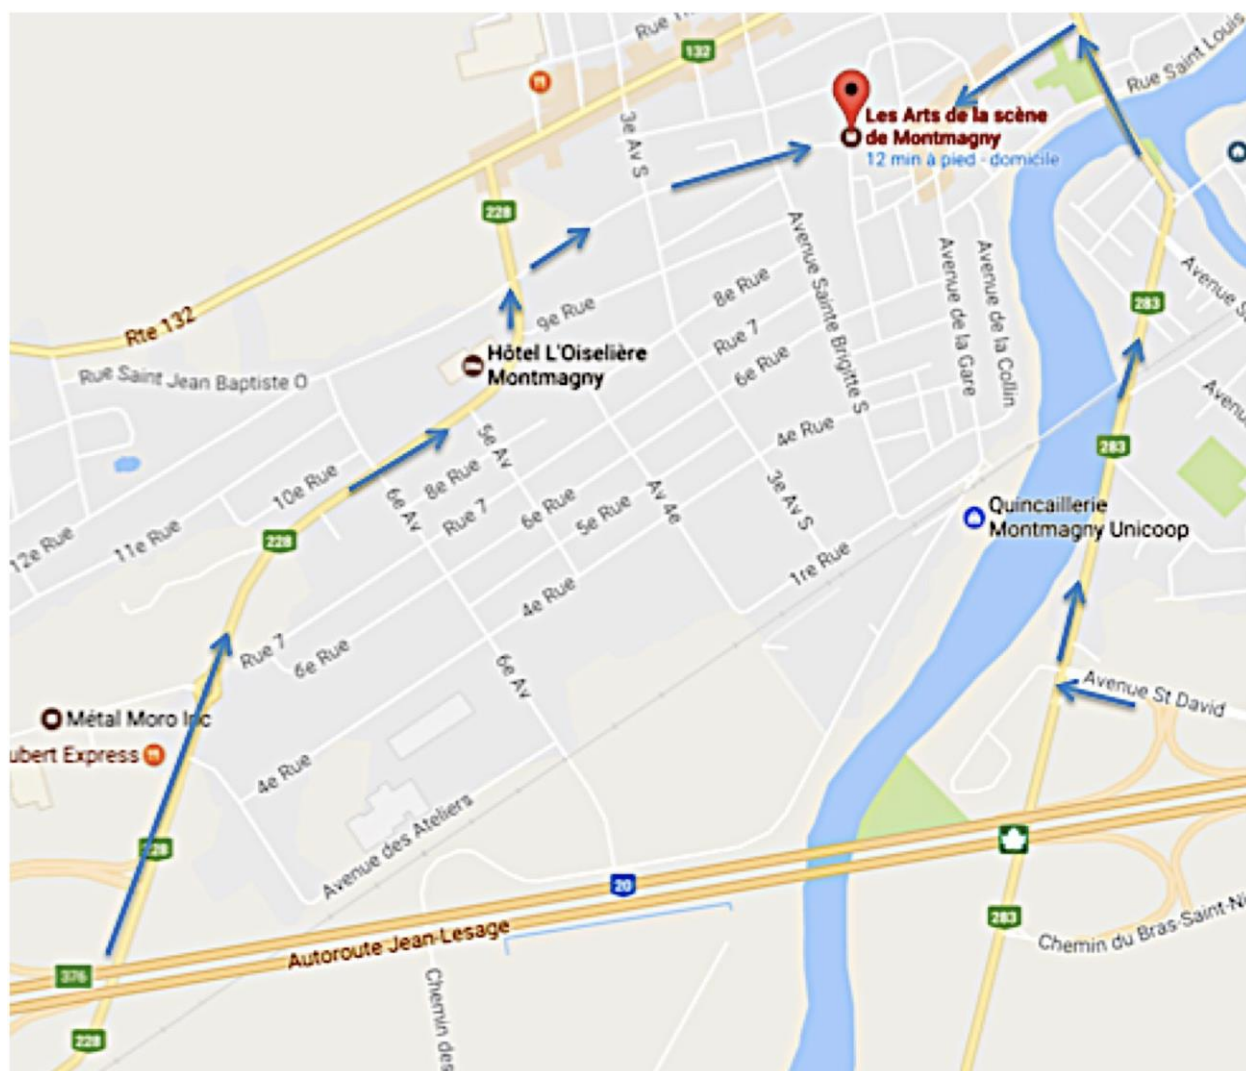 Rue Saint Louis
132
3e Av S
Les Arts de la scène
de Montmagny
12 min à pied - domicile
228
Rte 132
Avenue Sainte Brigitte S
Avenue de la Gare
Avenue de la Collin
8e Rue
9e Rue
Rue 7
6e Rue
283
Hôtel L'Oiselière
Montmagny
Rue Saint Jean Baptiste O
4e Rue
5e Av
283
10e Rue
8e Rue
6e Av
Av 4e
3e Av S
Quincaillerie
Montmagny Unicoop
12e Rue
11e Rue
228
Rue 7
6e Rue
5e Rue
1re Rue
4e Rue
Rue 7
6e Rue
6e Av
Avenue St David
Métal Moro Inc
ubert Express
4e Rue
Avenue des Ateliers
228
20
283
Autoroute Jean-Lesage
Chemin du Bras-Saint-Ni
376
Chemin des
228